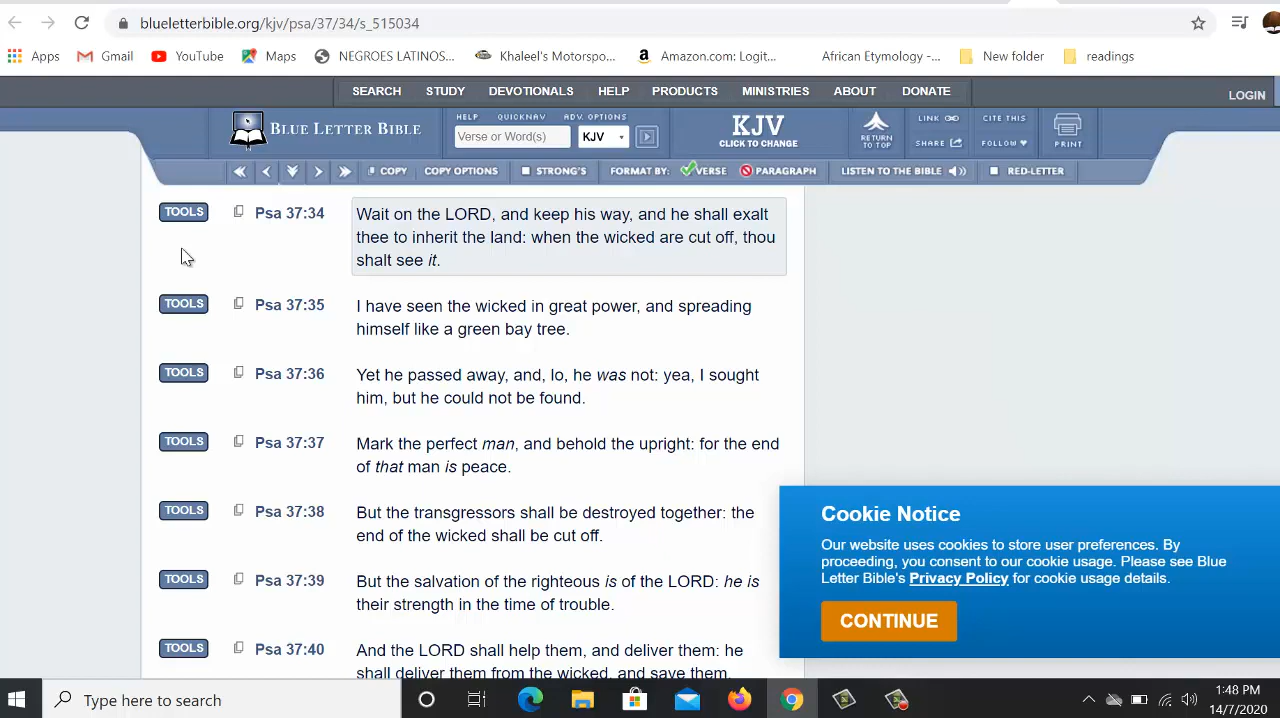 blueletterbible.org/kjv/psa/37/34/s_515034
Apps Gmail YouTube Maps NEGROES LATINOS... Khaleel's Motorspo... Amazon.com: Logit... African Etymology -... New folder readings
SEARCH STUDY DEVOTIONALS HELP PRODUCTS MINISTRIES ABOUT DONATE LOGIN
BLUE LETTER BIBLE
HELP QUICKNAV ADV. OPTIONS
Verse or Word(s) KJV
KJV
CLICK TO CHANGE
RETURN
TO TOP
LINK
SHARE
CITE THIS
FOLLOW
PRINT
COPY COPY OPTIONS STRONG'S FORMAT BY: VERSE PARAGRAPH LISTEN TO THE BIBLE RED-LETTER
TOOLS Psa 37:34 Wait on the LORD, and keep his way, and he shall exalt
thee to inherit the land: when the wicked are cut off, thou
shalt see it.
TOOLS Psa 37:35 I have seen the wicked in great power, and spreading
himself like a green bay tree.
TOOLS Psa 37:36 Yet he passed away, and, lo, he was not: yea, I sought
him, but he could not be found.
TOOLS Psa 37:37 Mark the perfect man, and behold the upright: for the end
of that man is peace.
TOOLS Psa 37:38 But the transgressors shall be destroyed together: the
end of the wicked shall be cut off.
TOOLS Psa 37:39 But the salvation of the righteous is of the LORD: he is
their strength in the time of trouble.
TOOLS Psa 37:40 And the LORD shall help them, and deliver them: he
shall deliver them from the wicked, and save them,
Cookie Notice
Our website uses cookies to store user preferences. By
proceeding, you consent to our cookie usage. Please see Blue
Letter Bible's Privacy Policy for cookie usage details.
CONTINUE
Type here to search
1:48 PM
14/7/2020